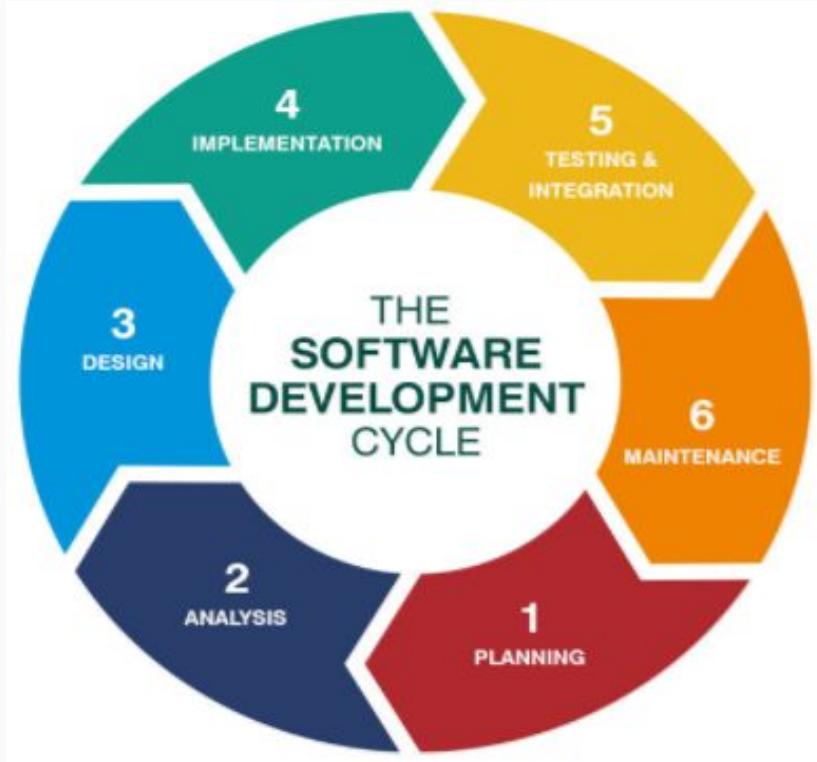 THE
SOFTWARE
DEVELOPMENT
CYCLE
1
PLANNING
2
ANALYSIS
3
DESIGN
4
IMPLEMENTATION
5
TESTING &
INTEGRATION
6
MAINTENANCE